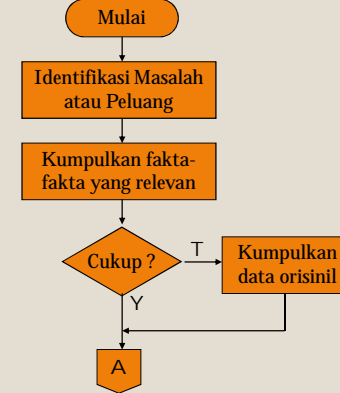 Mulai
Identifikasi Masalah
atau Peluang
Kumpulkan fakta-
fakta yang relevan
Cukup ?
T
Kumpulkan
data orisinil
Y
A